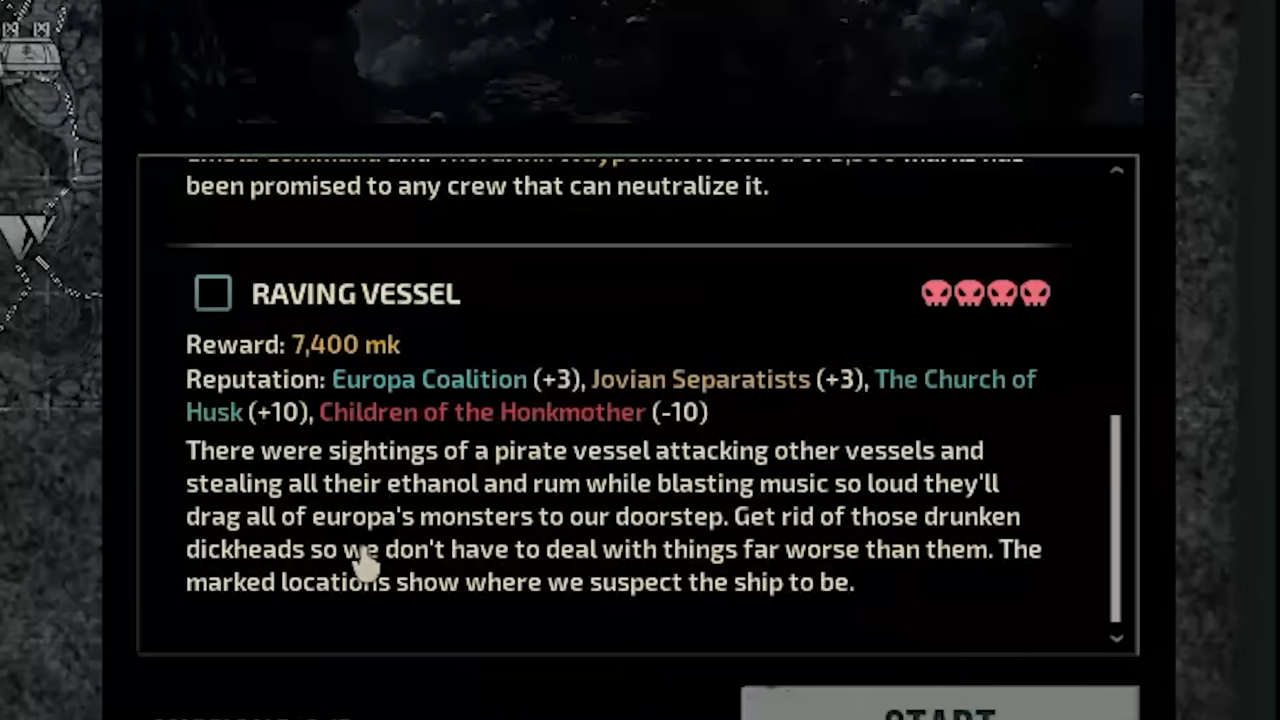 been promised to any crew that can neutralize it.
RAVING VESSEL
Reward: 7,400 mk
Reputation: Europa Coalition (+3), Jovian Separatists (+3), The Church of
Husk (+10), Children of the Honkmother (-10)
There were sightings of a pirate vessel attacking other vessels and
stealing all their ethanol and rum while blasting music so loud they'll
drag all of europa's monsters to our doorstep. Get rid of those drunken
dickheads so we don't have to deal with things far worse than them. The
marked locations show where we suspect the ship to be.
START